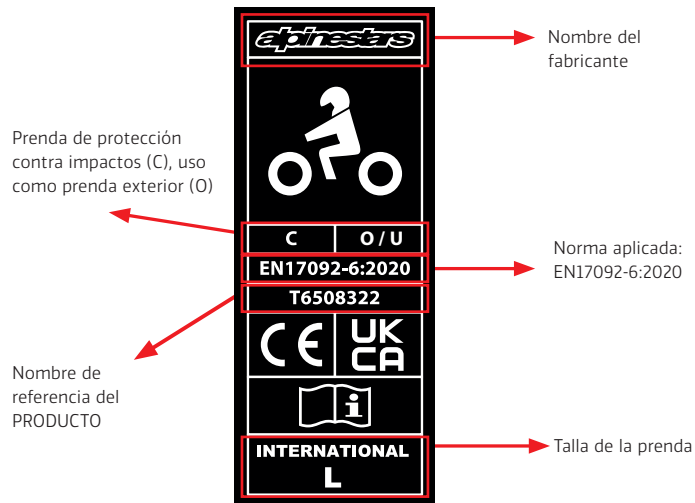 alpinestars
Nombre del
fabricante
Prenda de protección
contra impactos (C), uso
como prenda exterior (O)
C
O / U
EN17092-6:2020
Norma aplicada:
EN17092-6:2020
T6508322
CE
UK
CA
Nombre de
referencia del
PRODUCTO
i
INTERNATIONAL
L
Talla de la prenda